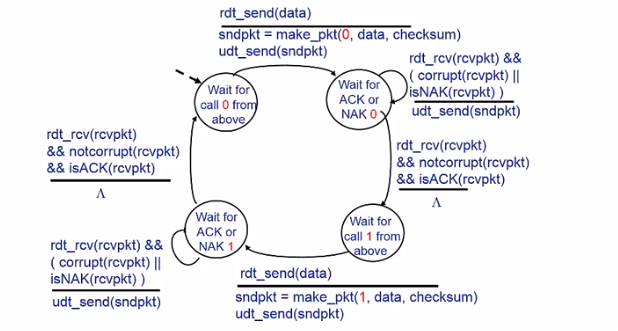 rdt_send(data)
sndpkt = make_pkt(0, data, checksum)
udt_send(sndpkt)
Wait for
call 0 from
above
Wait for
ACK or
NAK 0
rdt_rcv(rcvpkt) &&
( corrupt(rcvpkt) ||
isNAK(rcvpkt) )
udt_send(sndpkt)
rdt_rcv(rcvpkt)
&& notcorrupt(rcvpkt)
&& isACK(rcvpkt)
Λ
rdt_rcv(rcvpkt)
&& notcorrupt(rcvpkt)
&& isACK(rcvpkt)
Λ
Wait for
ACK or
NAK 1
Wait for
call 1 from
above
rdt_rcv(rcvpkt) &&
( corrupt(rcvpkt) ||
isNAK(rcvpkt) )
udt_send(sndpkt)
rdt_send(data)
sndpkt = make_pkt(1, data, checksum)
udt_send(sndpkt)